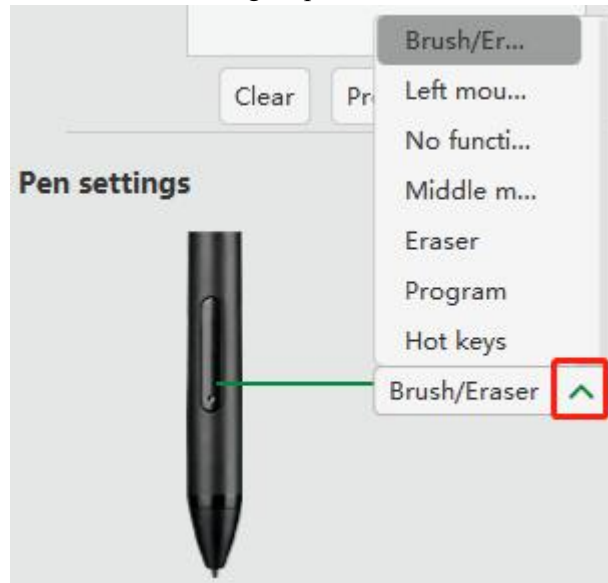 Brush/Er...
Clear
Pr
Left mou...
No functi...
Pen settings
Middle m...
Eraser
Program
Hot keys
Brush/Eraser